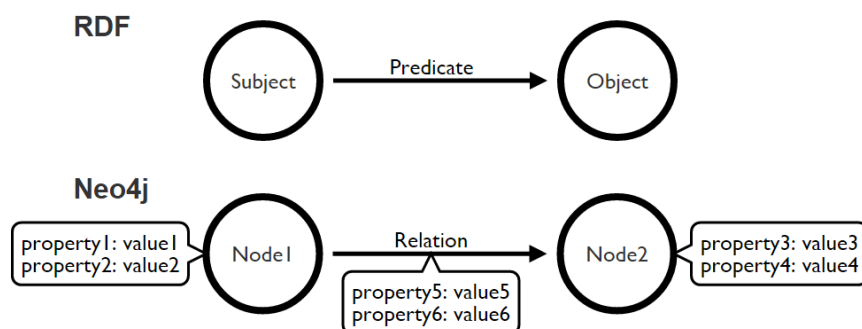 RDF
Subject
Predicate
Object
Neo4j
property1: value1
property2: value2
Node1
Relation
property5: value5
property6: value6
Node2
property3: value3
property4: value4